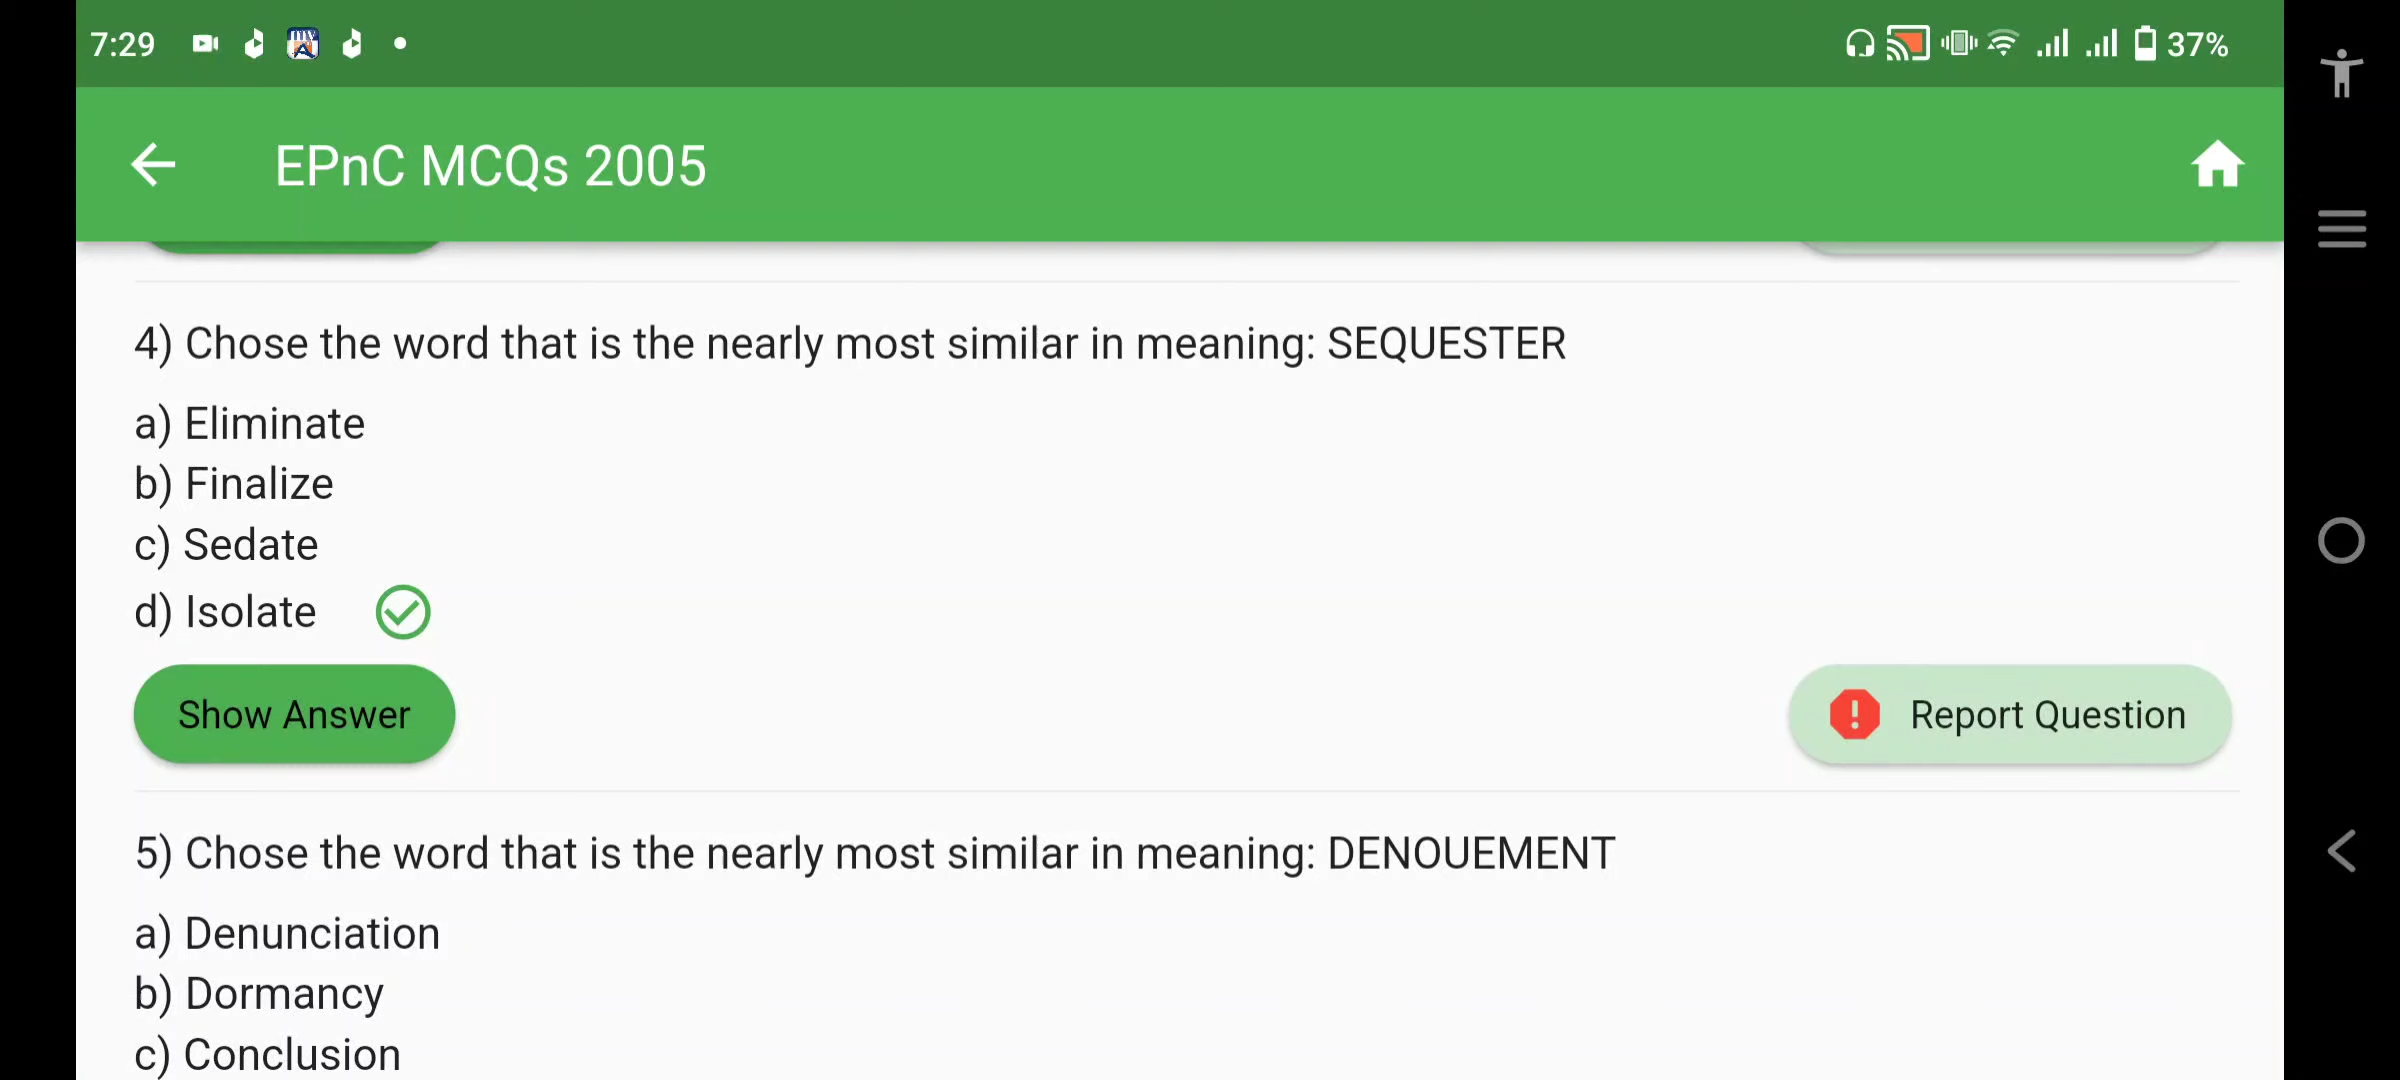 7:29
37%
EPnC MCQs 2005
4) Chose the word that is the nearly most similar in meaning: SEQUESTER
a) Eliminate
b) Finalize
c) Sedate
d) Isolate
Show Answer
Report Question
5) Chose the word that is the nearly most similar in meaning: DENOUEMENT
a) Denunciation
b) Dormancy
c) Conclusion